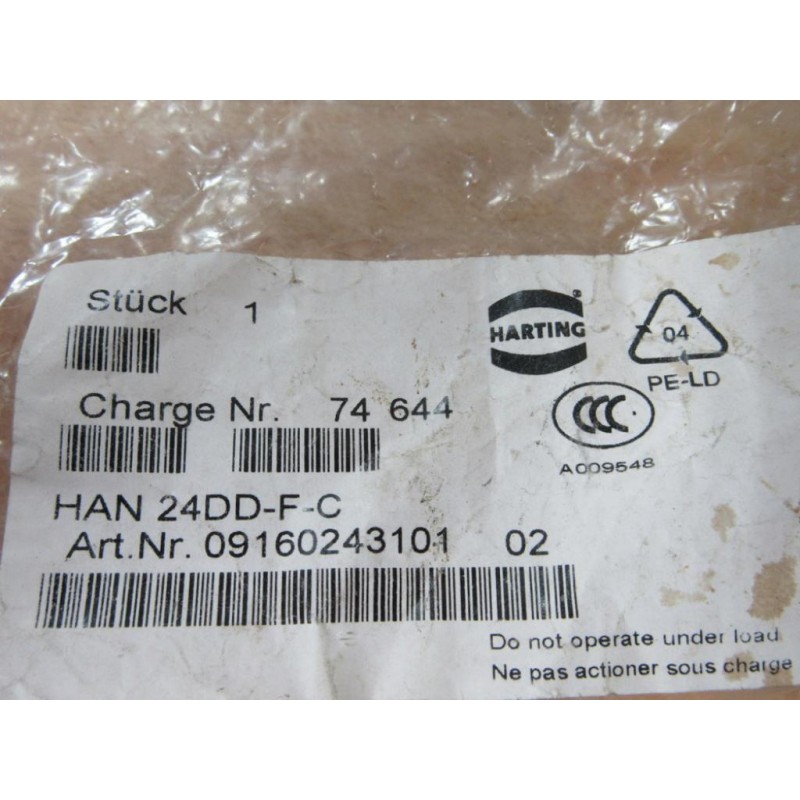 Stück 1
HARTING®
04
PE-LD
Charge Nr. 74 644
CCC
A009548
HAN 24DD-F-C
Art.Nr. 09160243101 02
Do not operate under load
Ne pas actioner sous charge